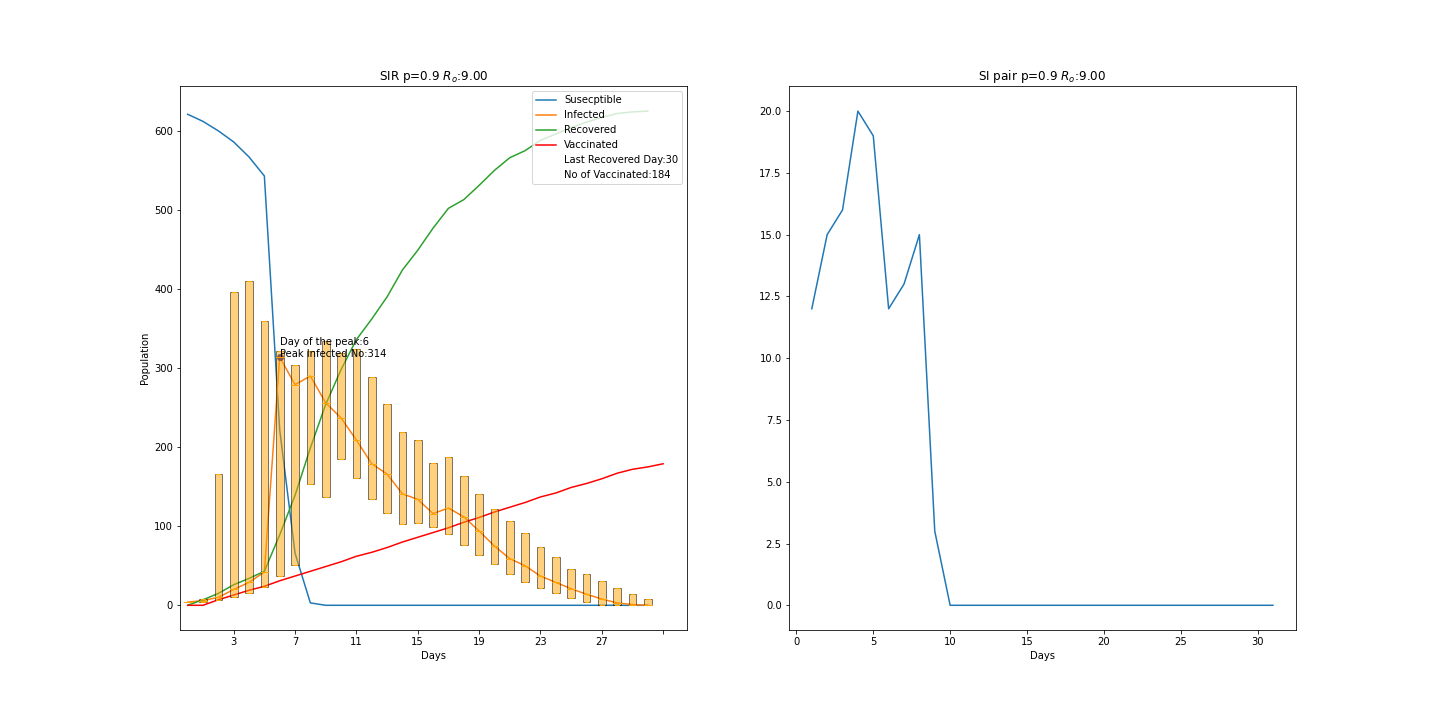 SIR p=0.9 Ro:9.00
Susecptible
Infected
Recovered
Vaccinated
Last Recovered Day:30
No of Vaccinated:184
Day of the peak:6
Peak Infected No:314
Population
600
500
400
300
200
100
0
3 7 11 15 19 23 27
Days
SI pair p=0.9 Ro:9.00
20.0
17.5
15.0
12.5
10.0
7.5
5.0
2.5
0.0
0 5 10 15 20 25 30
Days